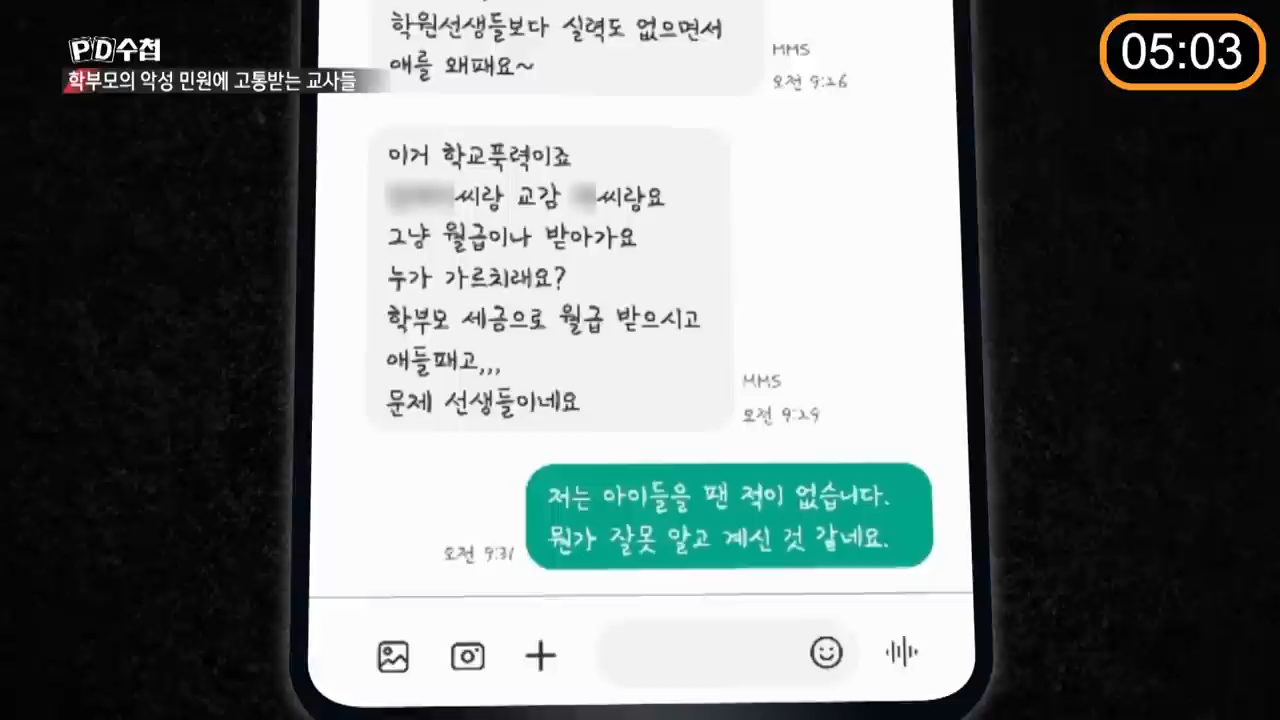 PD수첩
학부모의 악성 민원에 고통받는 교사들
05:03
학원선생들보다 실력도 없으면서
애들 왜패요~
MMS
오전 9:26
이거 학교푹력이죠
씨랑 교감 씨랑요
그냥 월급이나 받아가요
누가 가르치래요?
학부모 세금으로 월급 받으시고
애들패고,,,
문제 선생들이네요
MMS
오전 9:29
저는 아이들을 팬 적이 없습니다.
뭔가 잘못 알고 계신 것 같네요.
오전 9:31